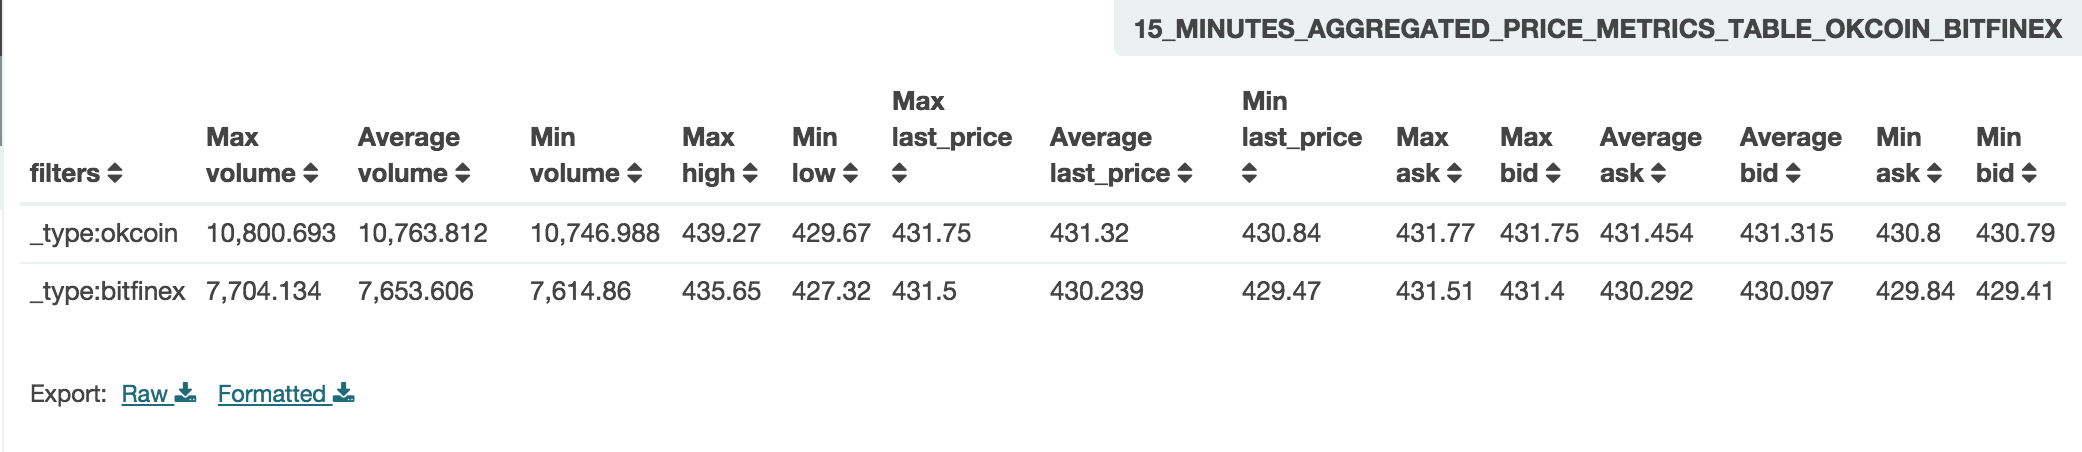 15_MINUTES_AGGREGATED_PRICE_METRICS_TABLE_OKCOIN_BITFINEX
filters Max volume Average volume Min volume Max high Min low Max last_price Average last_price Min last_price Max ask Max bid Average ask Average bid Min ask Min bid
_type:okcoin 10,800.693 10,763.812 10,746.988 439.27 429.67 431.75 431.32 430.84 431.77 431.75 431.454 431.315 430.8 430.79
_type:bitfinex 7,704.134 7,653.606 7,614.86 435.65 427.32 431.5 430.239 429.47 431.51 431.4 430.292 430.097 429.84 429.41
Export: Raw Formatted